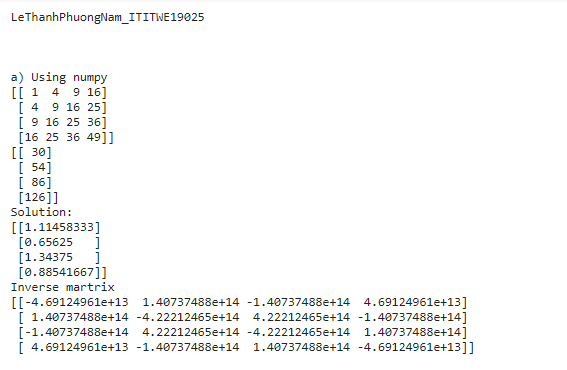 LeThanhPhuongNam_ITITWE19025
a) Using numpy
[[ 1  4  9 16]
 [ 4  9 16 25]
 [ 9 16 25 36]
 [16 25 36 49]]
[[ 30]
 [ 54]
 [ 86]
 [126]]
Solution:
[[1.11458333]
 [0.65625   ]
 [1.34375   ]
 [0.88541667]]
Inverse martrix
[[-4.69124961e+13  1.40737488e+14 -1.40737488e+14  4.69124961e+13]
 [ 1.40737488e+14 -4.22212465e+14  4.22212465e+14 -1.40737488e+14]
 [-1.40737488e+14  4.22212465e+14 -4.22212465e+14  1.40737488e+14]
 [ 4.69124961e+13 -1.40737488e+14  1.40737488e+14 -4.69124961e+13]]